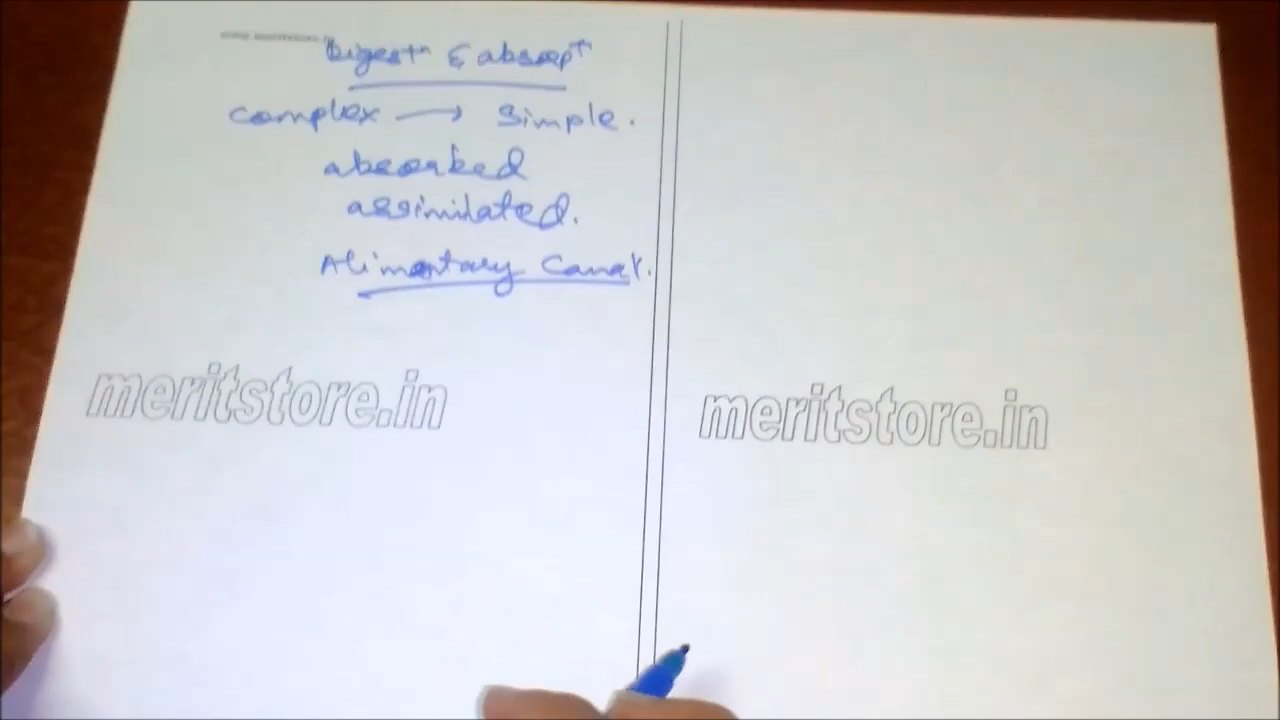 Digestⁿ & absorpⁿ
complex → simple.
absorbed
assimilated.
Alimentary Canal.
meritstore.in
meritstore.in